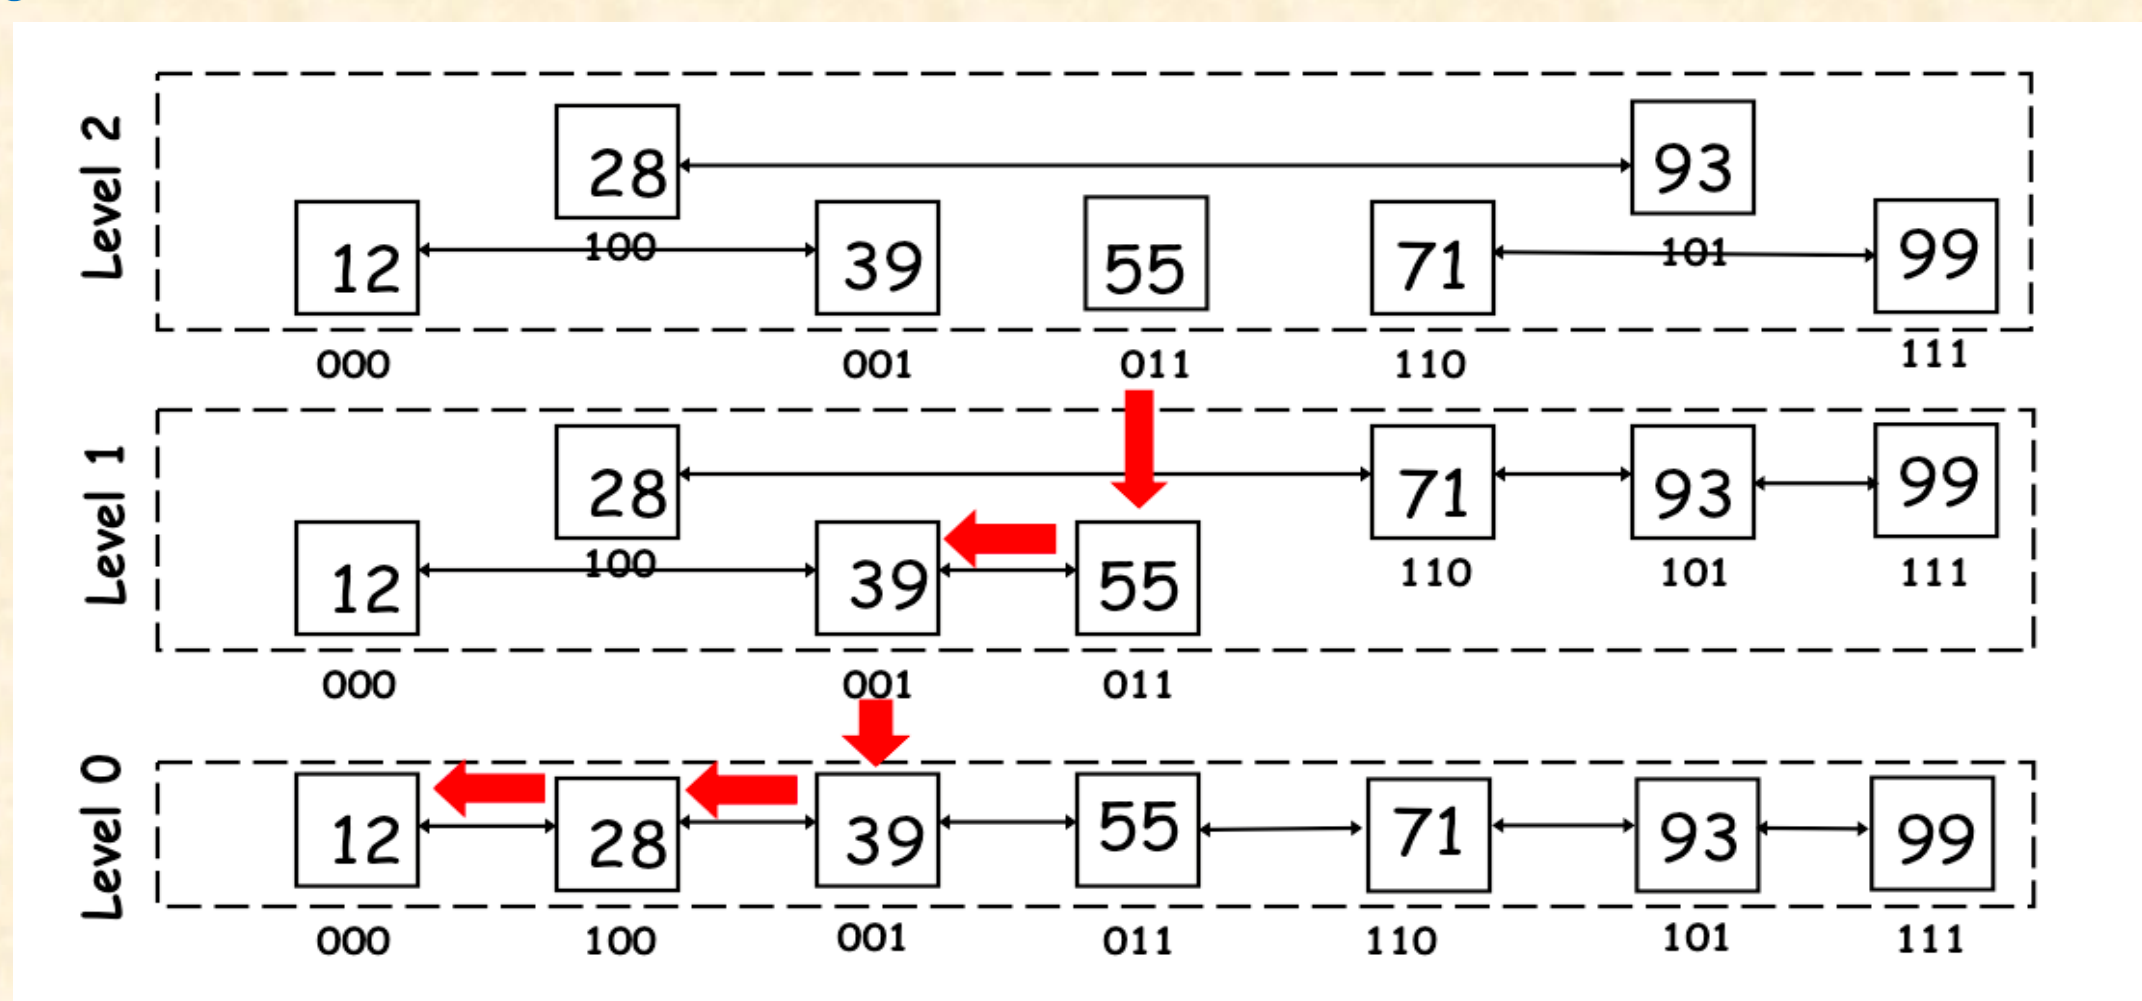 Level 2
28 93
12 100 39 55 71 101 99
000 001 011 110 111
Level 1
28 71 93 99
12 100 39 55 110 101 111
000 001 011
Level 0
12 28 39 55 71 93 99
000 100 001 011 110 101 111